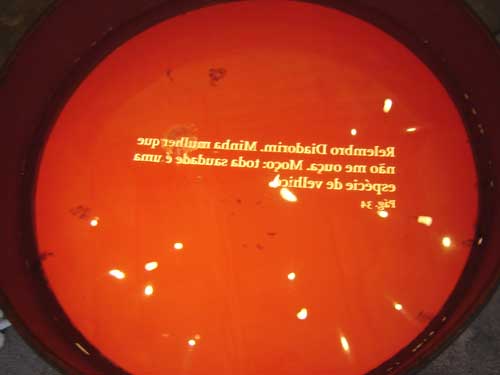 Relembro Diadorim. Minha mulher que
não me ouça. Moço: toda saudade é uma
espécie de velhice
Pág. 34